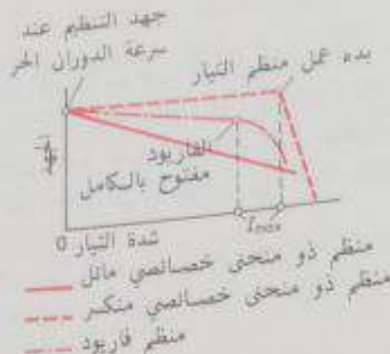 جهد التنظيم عند
سرعة الدوران الحر
بدء عمل منظم التيار
الفاريود
مفتوح بالكامل
I max
0 شدة التيار
منظم ذو منحنى خصائصي مائل
منظم ذو منحنى خصائصي منكسر
منظم فاريود